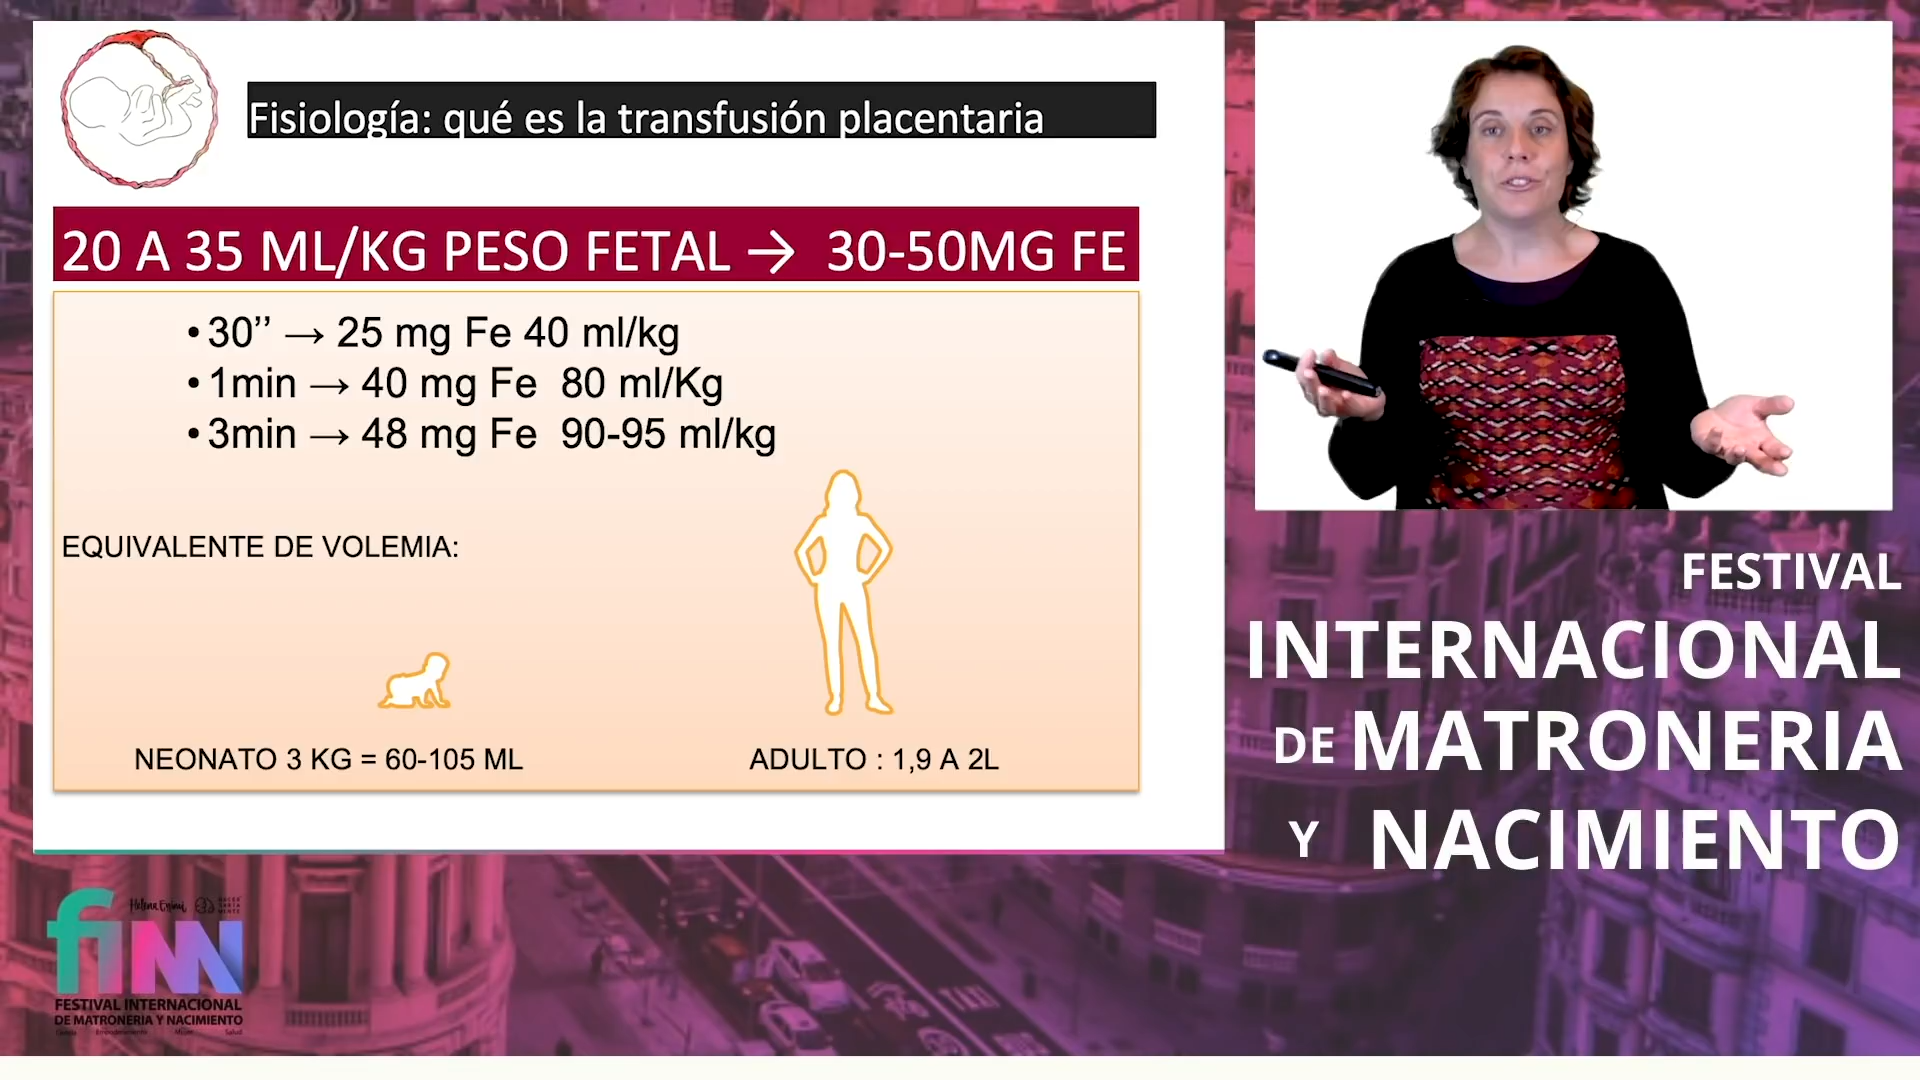 Fisiología: qué es la transfusión placentaria
20 A 35 ML/KG PESO FETAL → 30-50MG FE
• 30’’ → 25 mg Fe 40 ml/kg
• 1min → 40 mg Fe 80 ml/Kg
• 3min → 48 mg Fe 90-95 ml/kg
EQUIVALENTE DE VOLEMIA:
NEONATO 3 KG = 60-105 ML
ADULTO : 1,9 A 2L
FESTIVAL
INTERNACIONAL
DE MATRONERIA
Y NACIMIENTO
fimn
FESTIVAL INTERNACIONAL
DE MATRONERIA Y NACIMIENTO
TAXI